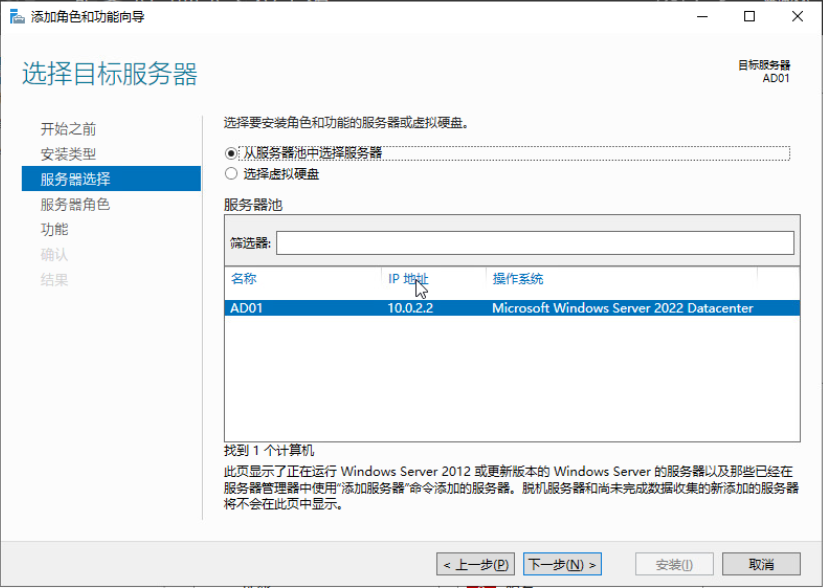 添加角色和功能向导
选择目标服务器
目标服务器
AD01
开始之前
安装类型
服务器选择
服务器角色
功能
确认
结果
选择要安装角色和功能的服务器或虚拟硬盘。
从服务器池中选择服务器
选择虚拟硬盘
服务器池
筛选器:
名称 IP 地址 操作系统
AD01 10.0.2.2 Microsoft Windows Server 2022 Datacenter
找到 1 个计算机
此页显示了正在运行 Windows Server 2012 或更新版本的 Windows Server 的服务器以及那些已经在
服务器管理器中使用"添加服务器"命令添加的服务器。脱机服务器和尚未完成数据收集的新添加的服务器
将不会在此页中显示。
< 上一步(P) 下一步(N) > 安装(I) 取消